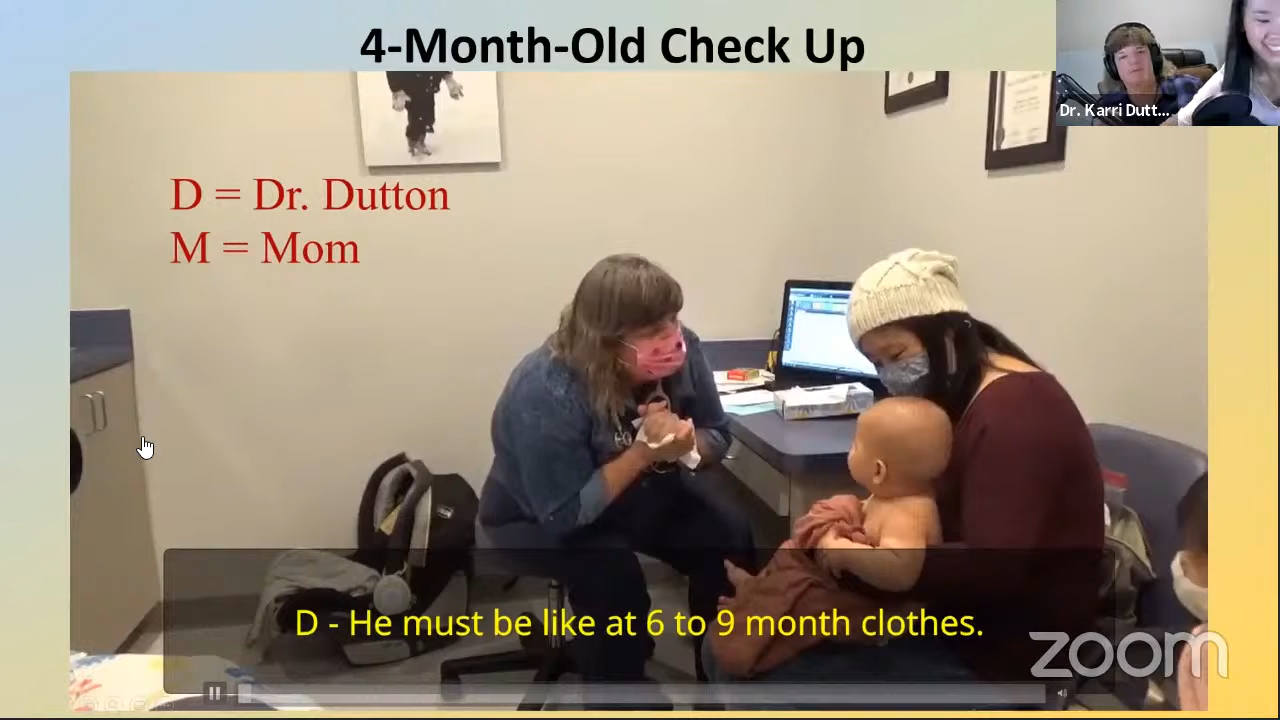 4-Month-Old Check Up
Dr. Karri Dutt...
D = Dr. Dutton
M = Mom
D - He must be like at 6 to 9 month clothes.
zoom